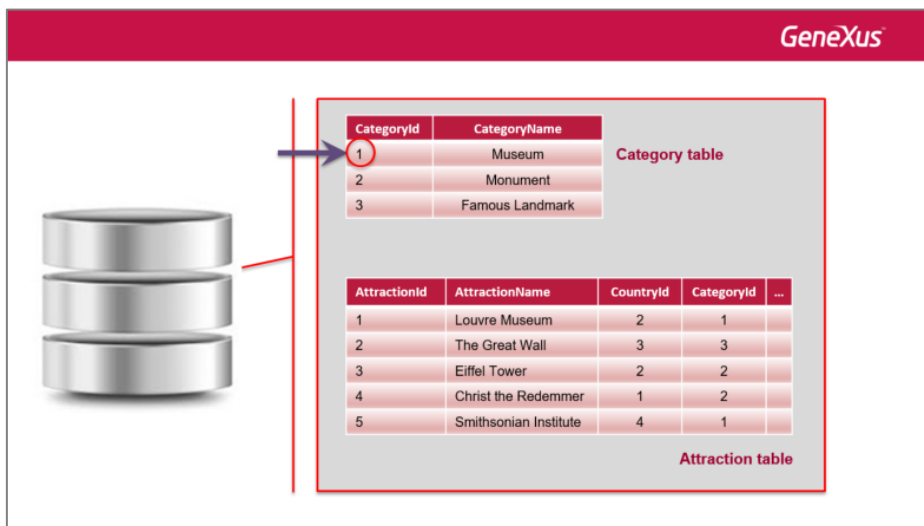 GeneXus™
CategoryId CategoryName
1 Museum
2 Monument
3 Famous Landmark
Category table
AttractionId AttractionName CountryId CategoryId ...
1 Louvre Museum 2 1
2 The Great Wall 3 3
3 Eiffel Tower 2 2
4 Christ the Redemmer 1 2
5 Smithsonian Institute 4 1
Attraction table